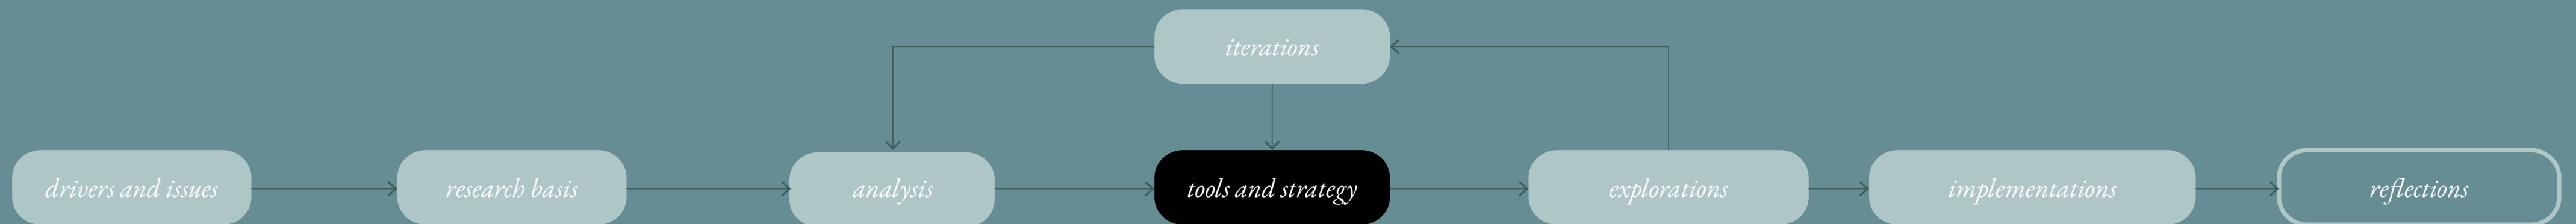 iterations
drivers and issues
research basis
analysis
tools and strategy
explorations
implementations
reflections